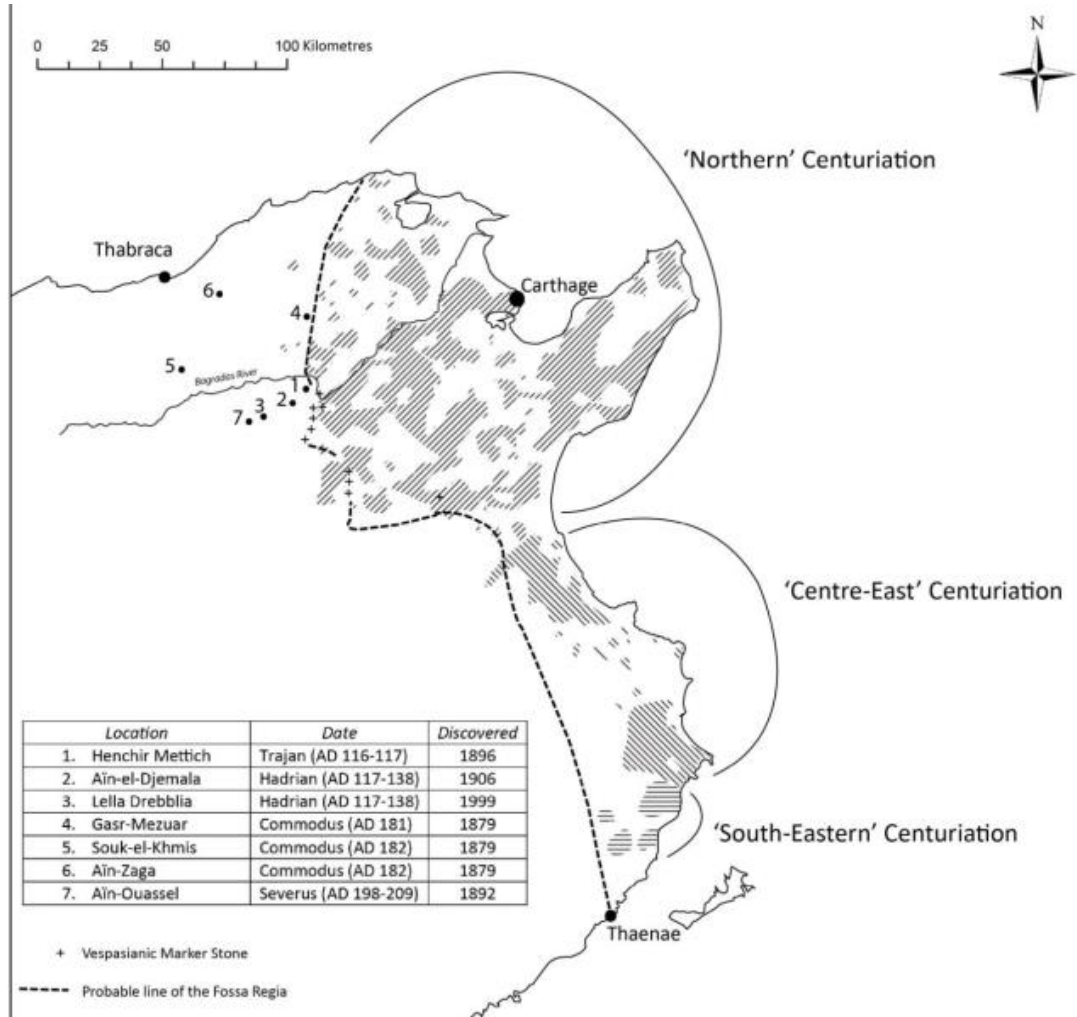 0 25 50 100 Kilometres
N
'Northern' Centuriation
Thabraca
Carthage
6
4
5
Bagradas River
1
2
3
7
'Centre-East' Centuriation
Location Date Discovered
1. Henchir Mettich Trajan (AD 116-117) 1896
2. Aïn-el-Djemala Hadrian (AD 117-138) 1906
3. Lella Drebblia Hadrian (AD 117-138) 1999
4. Gasr-Mezuar Commodus (AD 181) 1879
5. Souk-el-Khmis Commodus (AD 182) 1879
6. Aïn-Zaga Commodus (AD 182) 1879
7. Aïn-Ouassel Severus (AD 198-209) 1892
'South-Eastern' Centuriation
Thaenae
+ Vespasianic Marker Stone
Probable line of the Fossa Regia